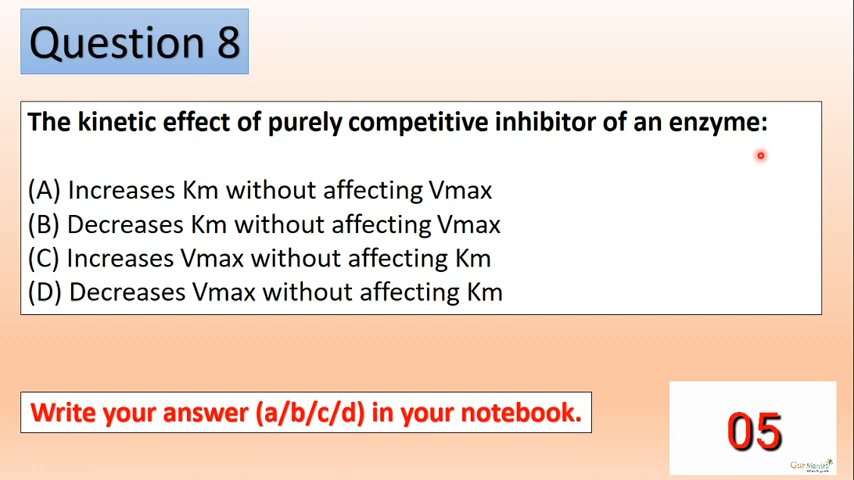 Question 8
The kinetic effect of purely competitive inhibitor of an enzyme:
(A) Increases Km without affecting Vmax
(B) Decreases Km without affecting Vmax
(C) Increases Vmax without affecting Km
(D) Decreases Vmax without affecting Km
Write your answer (a/b/c/d) in your notebook.
05